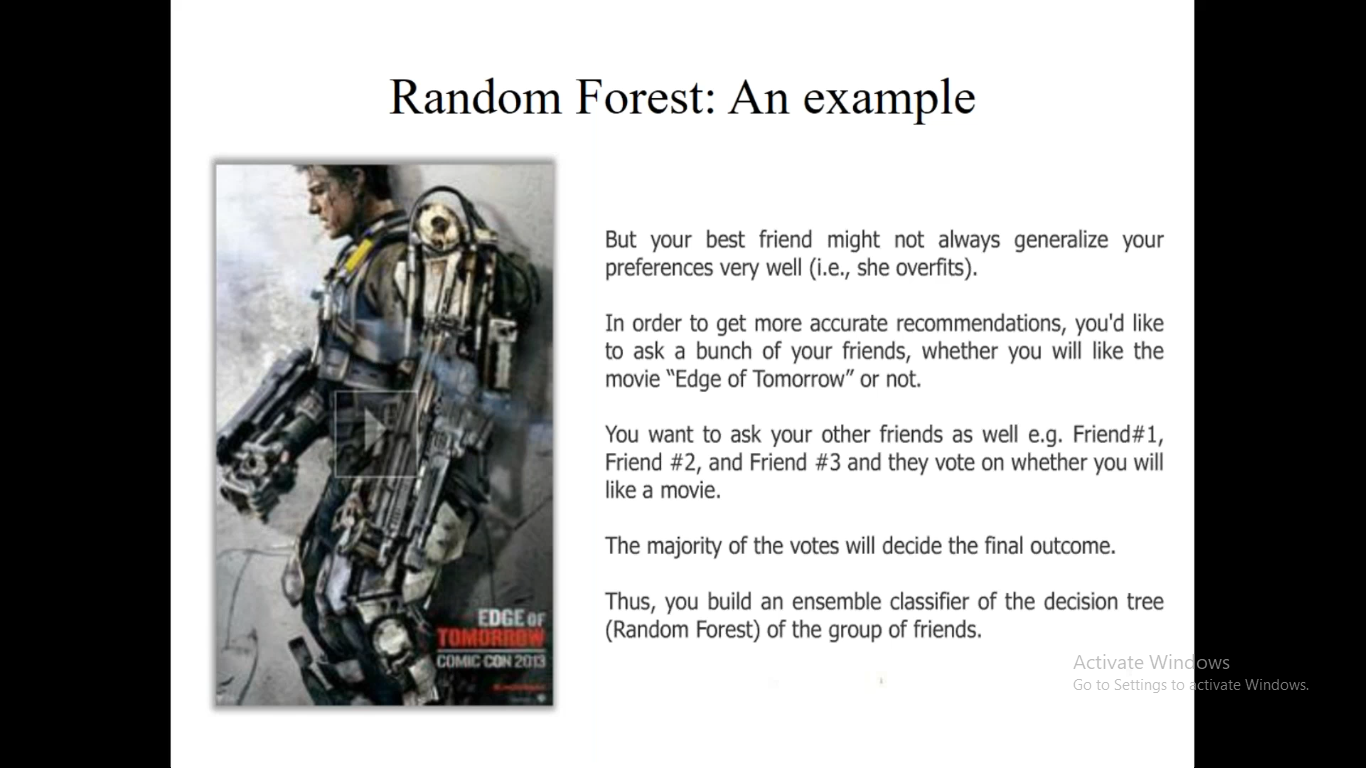 Random Forest: An example
But your best friend might not always generalize your
preferences very well (i.e., she overfits).
In order to get more accurate recommendations, you'd like
to ask a bunch of your friends, whether you will like the
movie “Edge of Tomorrow” or not.
You want to ask your other friends as well e.g. Friend#1,
Friend #2, and Friend #3 and they vote on whether you will
like a movie.
The majority of the votes will decide the final outcome.
Thus, you build an ensemble classifier of the decision tree
(Random Forest) of the group of friends.
EDGE OF
TOMORROW
COMIC CON 2013
Activate Windows
Go to Settings to activate Windows.